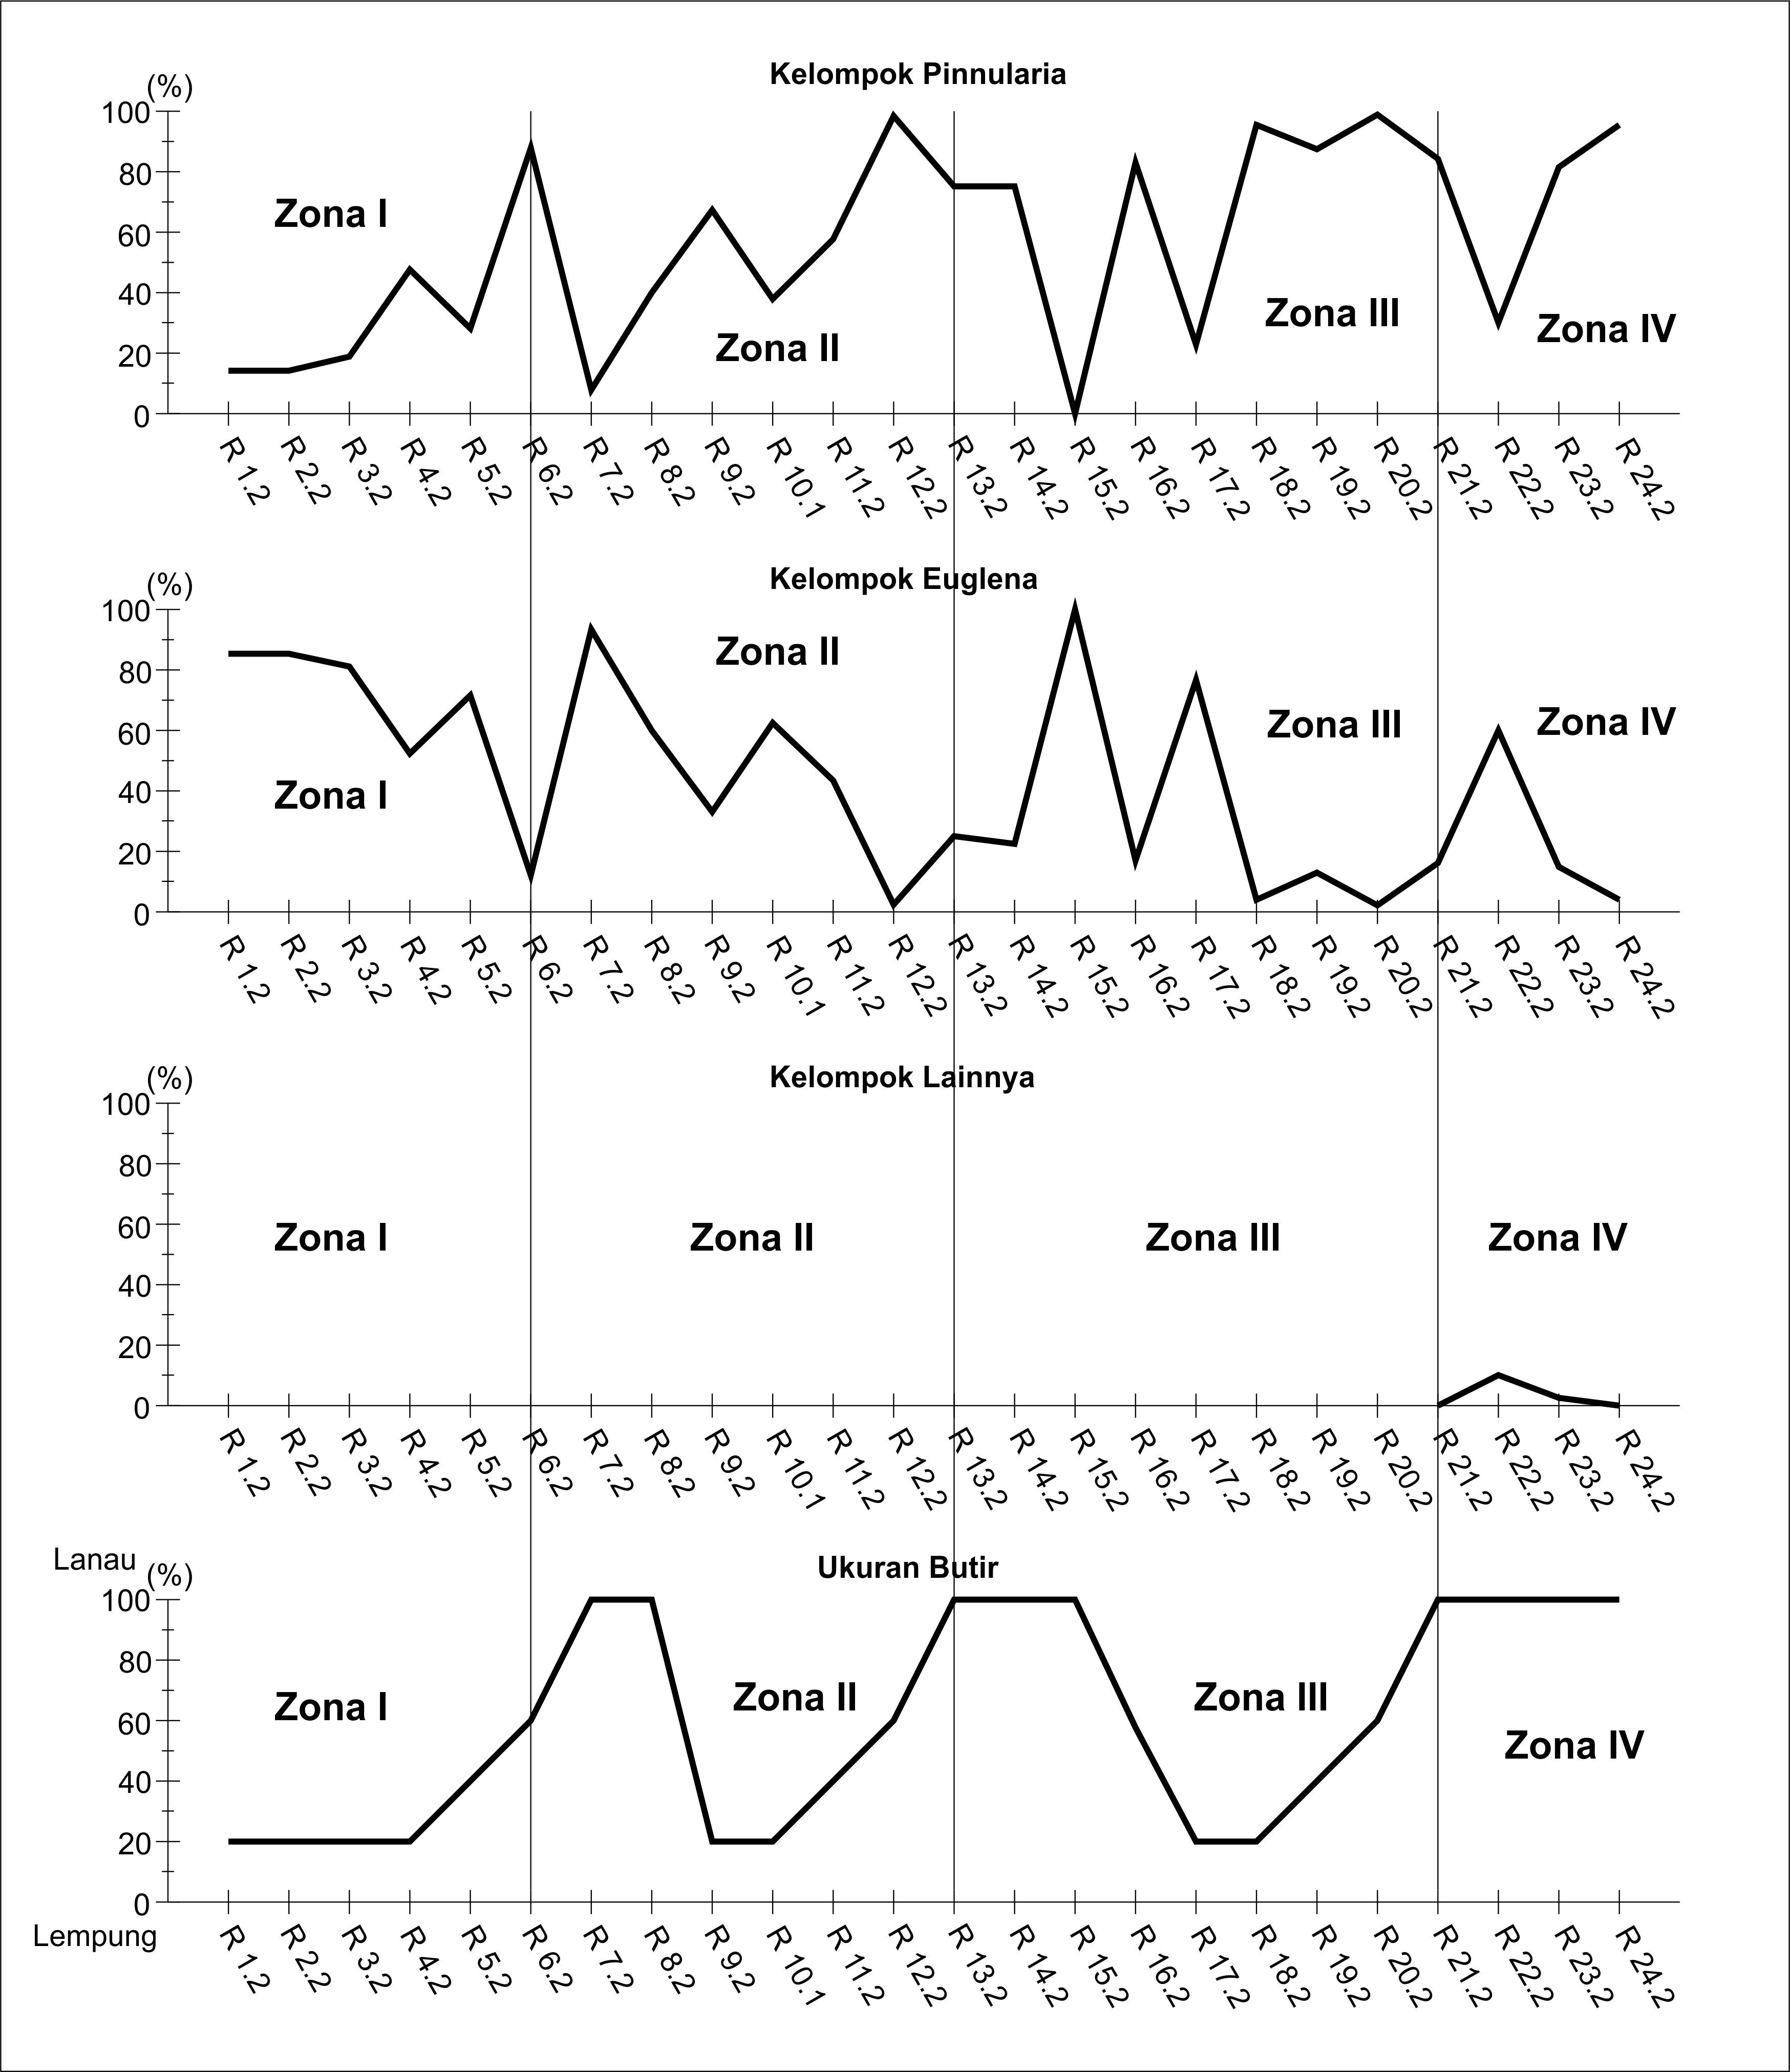 Kelompok Pinnularia
(%)
100
80
60
40
20
0
Zona I
Zona II
Zona III
Zona IV
R 1.2
R 2.2
R 3.2
R 4.2
R 5.2
R 6.2
R 7.2
R 8.2
R 9.2
R 10.1
R 11.2
R 12.2
R 13.2
R 14.2
R 15.2
R 16.2
R 17.2
R 18.2
R 19.2
R 20.2
R 21.2
R 22.2
R 23.2
R 24.2
Kelompok Euglena
(%)
100
80
60
40
20
0
Zona I
Zona II
Zona III
Zona IV
R 1.2
R 2.2
R 3.2
R 4.2
R 5.2
R 6.2
R 7.2
R 8.2
R 9.2
R 10.1
R 11.2
R 12.2
R 13.2
R 14.2
R 15.2
R 16.2
R 17.2
R 18.2
R 19.2
R 20.2
R 21.2
R 22.2
R 23.2
R 24.2
Kelompok Lainnya
(%)
100
80
60
40
20
0
Zona I
Zona II
Zona III
Zona IV
R 1.2
R 2.2
R 3.2
R 4.2
R 5.2
R 6.2
R 7.2
R 8.2
R 9.2
R 10.1
R 11.2
R 12.2
R 13.2
R 14.2
R 15.2
R 16.2
R 17.2
R 18.2
R 19.2
R 20.2
R 21.2
R 22.2
R 23.2
R 24.2
Ukuran Butir
Lanau
(%)
100
80
60
40
20
0
Lempung
Zona I
Zona II
Zona III
Zona IV
R 1.2
R 2.2
R 3.2
R 4.2
R 5.2
R 6.2
R 7.2
R 8.2
R 9.2
R 10.1
R 11.2
R 12.2
R 13.2
R 14.2
R 15.2
R 16.2
R 17.2
R 18.2
R 19.2
R 20.2
R 21.2
R 22.2
R 23.2
R 24.2